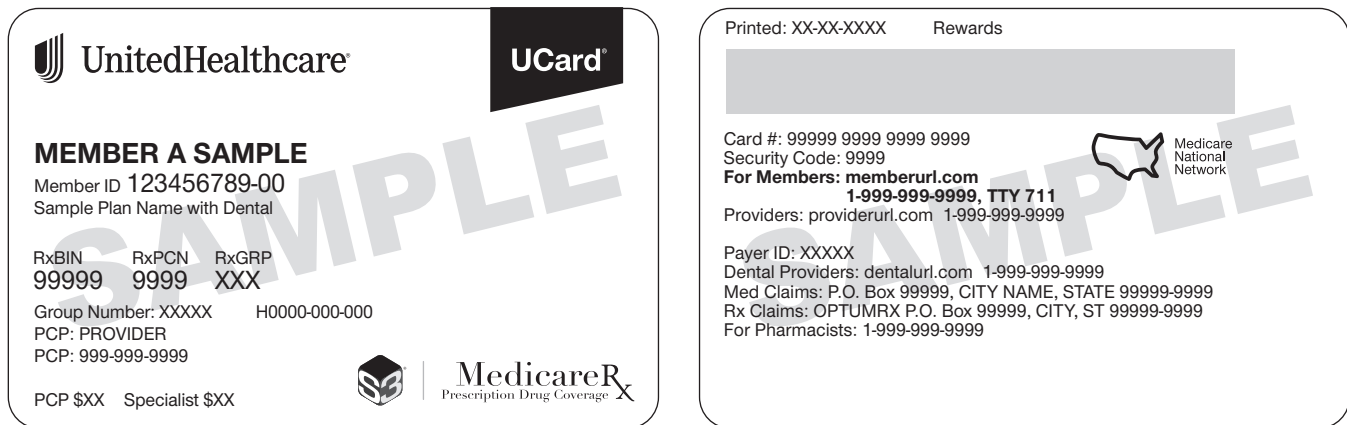 UnitedHealthcare®
UCard®
SAMPLE
MEMBER A SAMPLE
Member ID 123456789-00
Sample Plan Name with Dental
RxBIN RxPCN RxGRP
99999 9999 XXX
Group Number: XXXXX H0000-000-000
PCP: PROVIDER
PCP: 999-999-9999
PCP $XX Specialist $XX
S3
MedicareRx
Prescription Drug Coverage
Printed: XX-XX-XXXX Rewards
SAMPLE
Card #: 99999 9999 9999 9999
Security Code: 9999
For Members: memberurl.com
1-999-999-9999, TTY 711
Providers: providerurl.com 1-999-999-9999
Medicare
National
Network
Payer ID: XXXXX
Dental Providers: dentalurl.com 1-999-999-9999
Med Claims: P.O. Box 99999, CITY NAME, STATE 99999-9999
Rx Claims: OPTUMRX P.O. Box 99999, CITY, ST 99999-9999
For Pharmacists: 1-999-999-9999